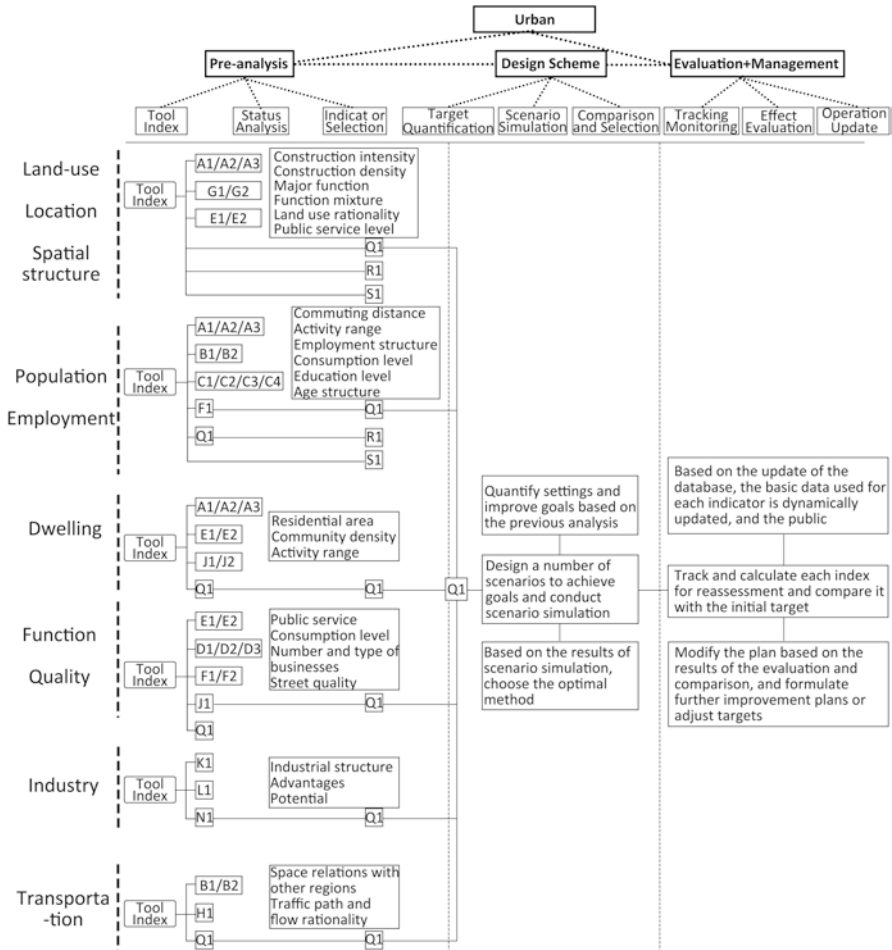 Urban
Pre-analysis
Design Scheme
Evaluation+Management
Tool
Index
Status
Analysis
Indicat or
Selection
Target
Quantification
Scenario
Simulation
Comparison
and Selection
Tracking
Monitoring
Effect
Evaluation
Operation
Update
Land-use
Location
Spatial
structure
Tool
Index
A1/A2/A3
G1/G2
E1/E2
Construction intensity
Construction density
Major function
Function mixture
Land use rationality
Public service level
Q1
R1
S1
Population
Employment
Tool
Index
A1/A2/A3
B1/B2
C1/C2/C3/C4
F1
Q1
Commuting distance
Activity range
Employment structure
Consumption level
Education level
Age structure
Q1
R1
S1
Dwelling
Tool
Index
A1/A2/A3
E1/E2
J1/J2
Q1
Residential area
Community density
Activity range
Q1
Q1
Function
Quality
Tool
Index
E1/E2
D1/D2/D3
F1/F2
J1
Q1
Public service
Consumption level
Number and type of
businesses
Street quality
Q1
Industry
Tool
Index
K1
L1
N1
Industrial structure
Advantages
Potential
Q1
Transporta
-tion
Tool
Index
B1/B2
H1
Q1
Space relations with
other regions
Traffic path and
flow rationality
Q1
Quantify settings and
improve goals based on
the previous analysis
Design a number of
scenarios to achieve
goals and conduct
scenario simulation
Based on the results of
scenario simulation,
choose the optimal
method
Based on the update of the
database, the basic data used for
each indicator is dynamically
updated, and the public
Track and calculate each index
for reassessment and compare it
with the initial target
Modify the plan based on the
results of the evaluation and
comparison, and formulate
further improvement plans or
adjust targets